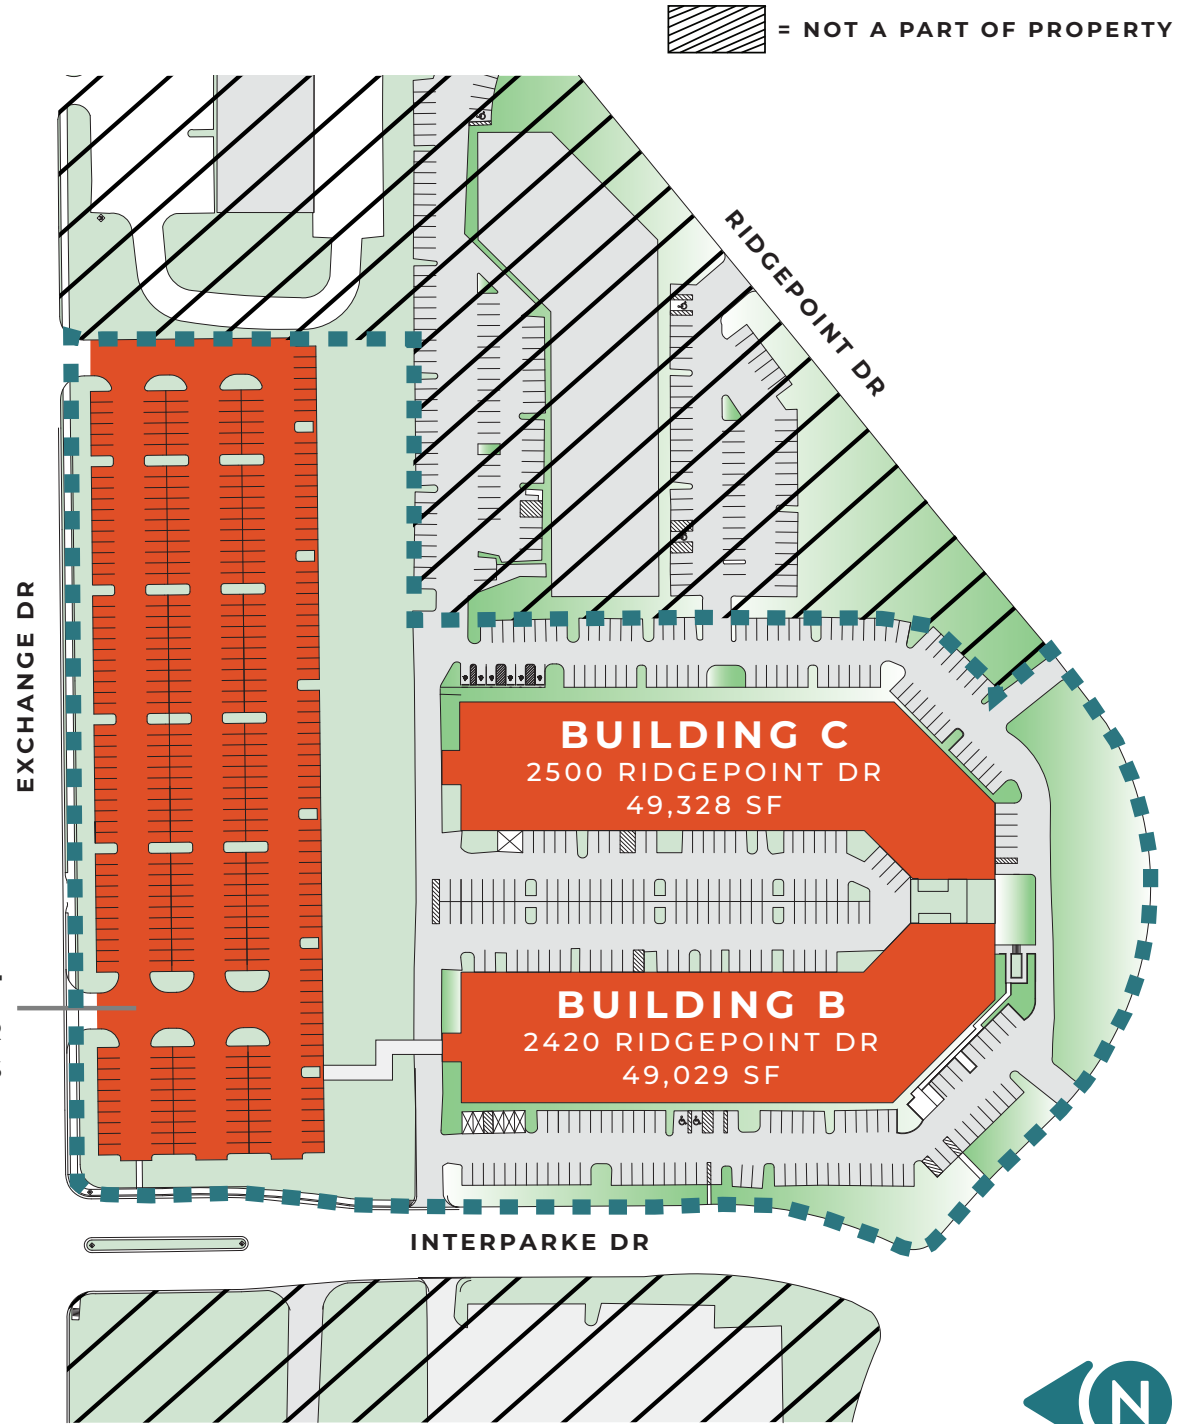 = NOT A PART OF PROPERTY
RIDGEPOINT DR
EXCHANGE DR
BUILDING C
2500 RIDGEPOINT DR
49,328 SF
BUILDING B
2420 RIDGEPOINT DR
49,029 SF
INTERPARKE DR
N